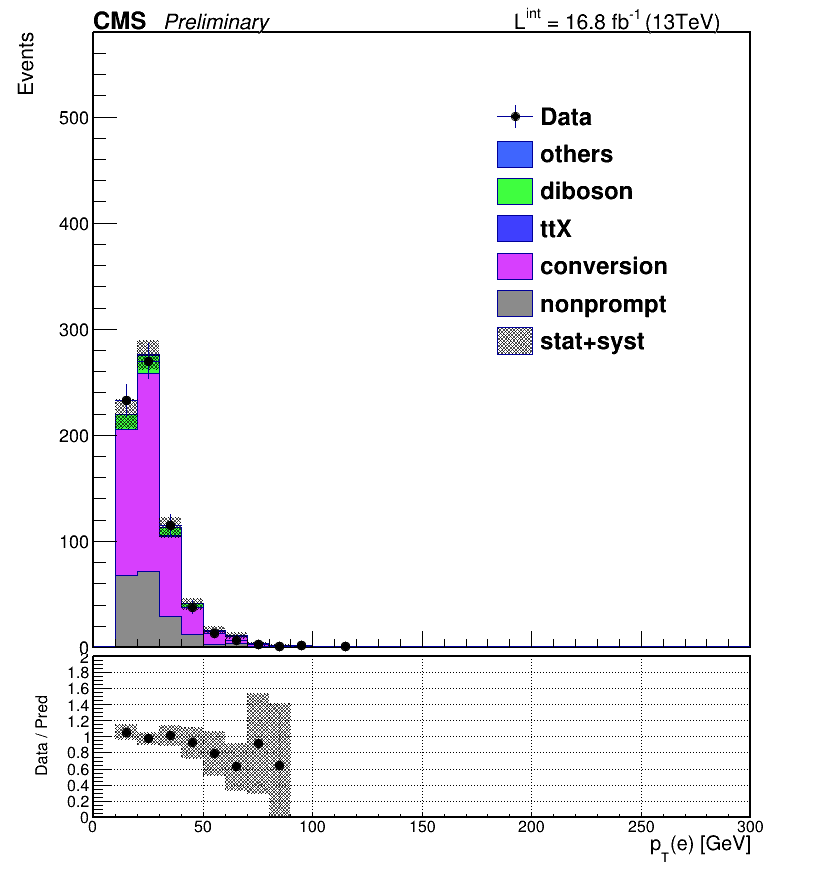 CMS Preliminary L^int = 16.8 fb^-1 (13TeV)
Events
500
400
300
200
100
0
Data
others
diboson
ttX
conversion
nonprompt
stat+syst
Data / Pred
2
1.8
1.6
1.4
1.2
1
0.8
0.6
0.4
0.2
0
0 50 100 150 200 250 300
p_T(e) [GeV]